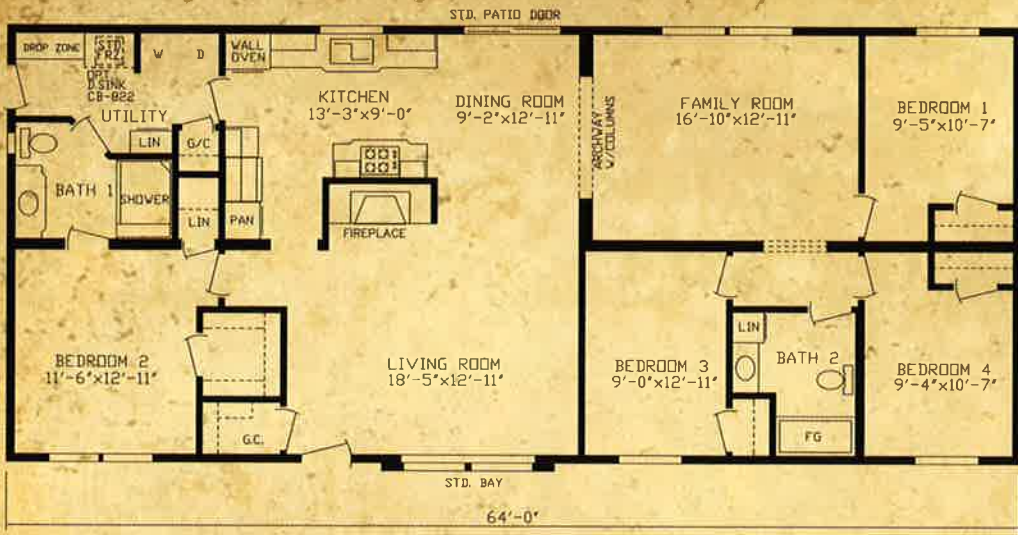 STD. PATIO DOOR
DROP ZONE
STD.
FRZ.
W
D
WALL
OVEN
OPT.
D.SINK
CB-822
UTILITY
KITCHEN
13'-3"x9'-0"
DINING ROOM
9'-2"x12'-11"
ARCHWAY
W/COLUMNS
FAMILY ROOM
16'-10"x12'-11"
BEDROOM 1
9'-5"x10'-7"
LIN
G/C
BATH 1
SHOWER
LIN
PAN
FIREPLACE
BEDROOM 2
11'-6"x12'-11"
LIVING ROOM
18'-5"x12'-11"
BEDROOM 3
9'-0"x12'-11"
LIN
BATH 2
BEDROOM 4
9'-4"x10'-7"
G.C.
FG
STD. BAY
64'-0"